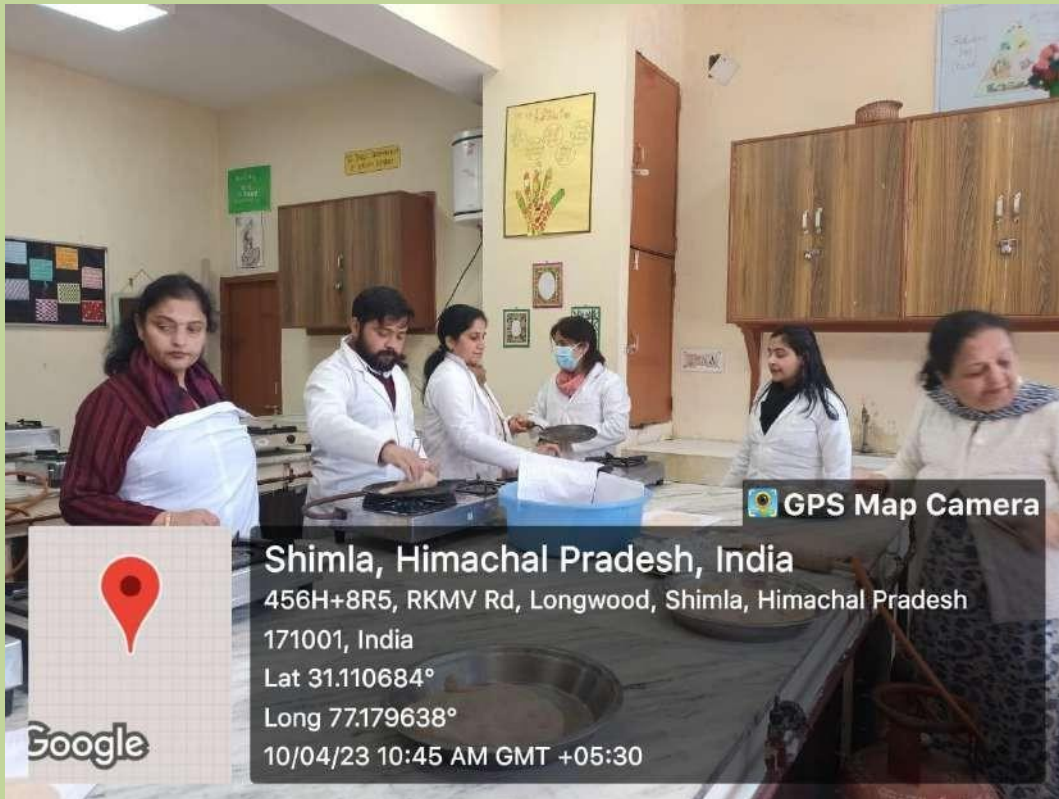 GPS Map Camera
Shimla, Himachal Pradesh, India
456H+8R5, RKMV Rd, Longwood, Shimla, Himachal Pradesh
171001, India
Lat 31.110684°
Long 77.179638°
10/04/23 10:45 AM GMT +05:30
Google